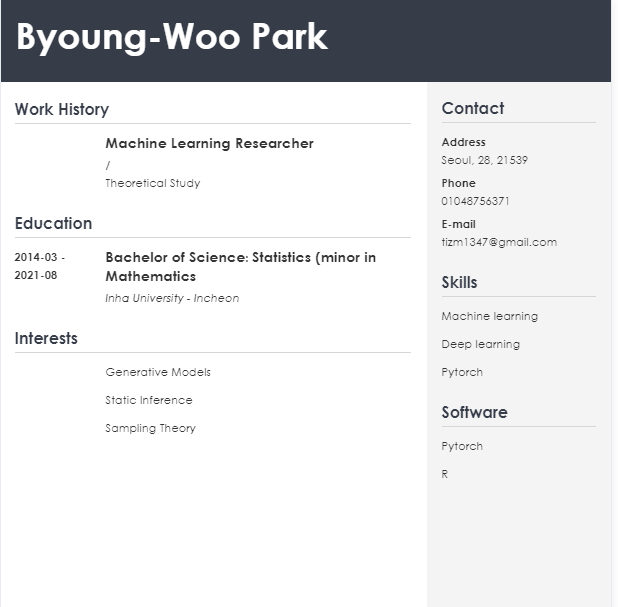 Byoung-Woo Park
Work History
Machine Learning Researcher
/
Theoretical Study
Education
2014-03 -
2021-08
Bachelor of Science: Statistics (minor in
Mathematics
Inha University - Incheon
Interests
Generative Models
Static Inference
Sampling Theory
Contact
Address
Seoul, 28, 21539
Phone
01048756371
E-mail
tizm1347@gmail.com
Skills
Machine learning
Deep learning
Pytorch
Software
Pytorch
R